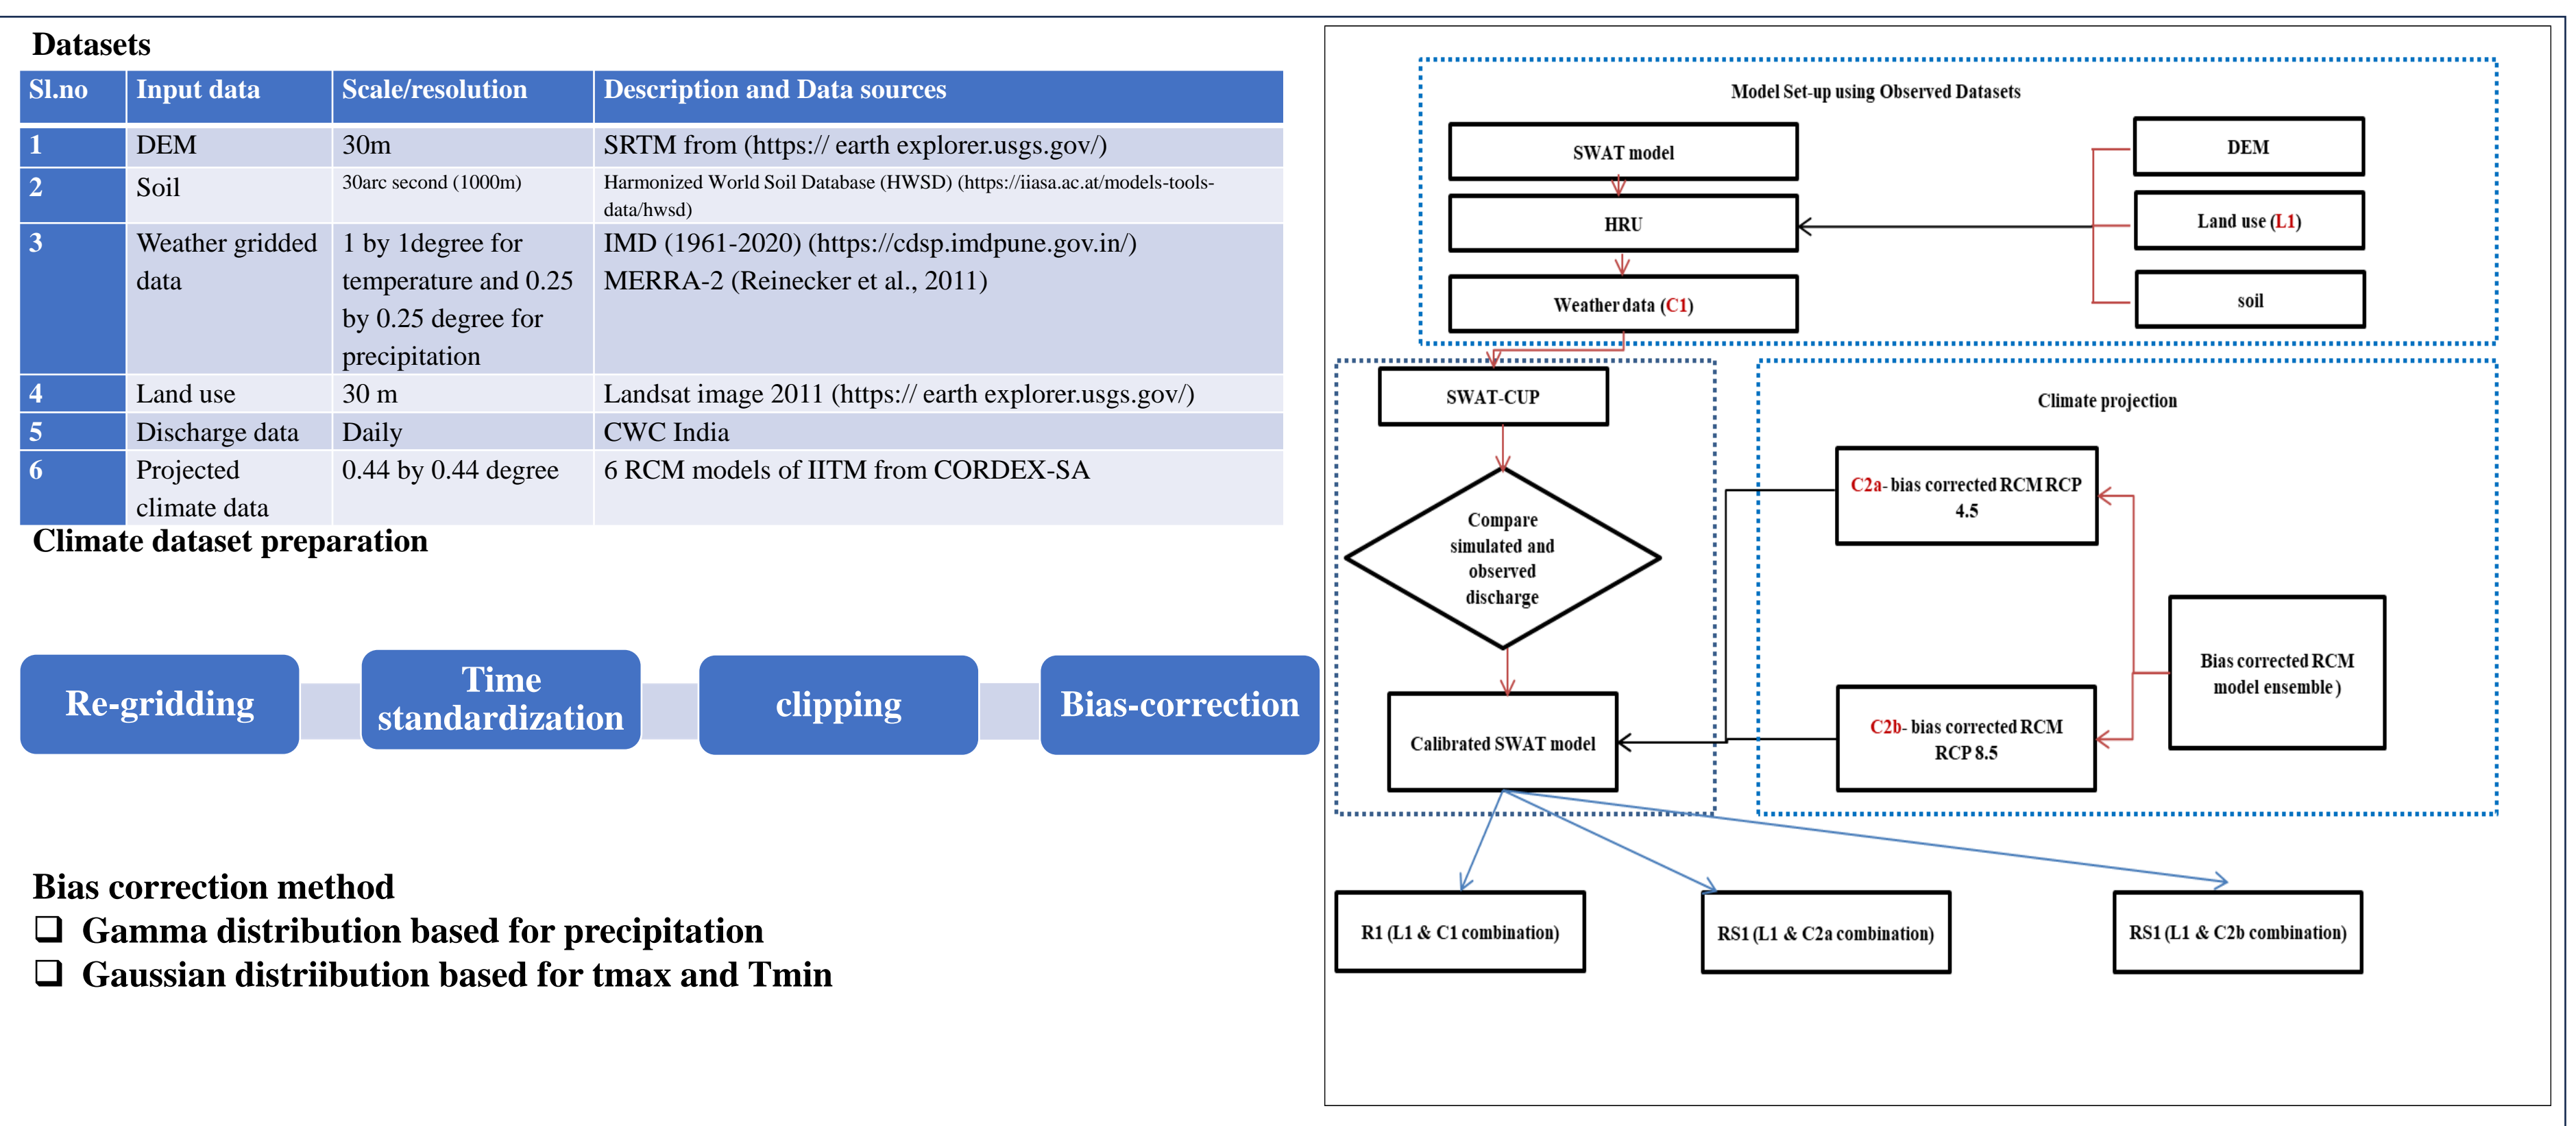 Datasets
Sl.no Input data Scale/resolution Description and Data sources
1 DEM 30m SRTM from (https:// earth explorer.usgs.gov/)
2 Soil 30arc second (1000m) Harmonized World Soil Database (HWSD) (https://iiasa.ac.at/models-tools-
data/hwsd)
3 Weather gridded 1 by 1degree for IMD (1961-2020) (https://cdsp.imdpune.gov.in/)
data temperature and 0.25 MERRA-2 (Reinecker et al., 2011)
by 0.25 degree for
precipitation
4 Land use 30 m Landsat image 2011 (https:// earth explorer.usgs.gov/)
5 Discharge data Daily CWC India
6 Projected 0.44 by 0.44 degree 6 RCM models of IITM from CORDEX-SA
climate data
Climate dataset preparation
Re-gridding
Time
standardization
clipping
Bias-correction
Bias correction method
❑ Gamma distribution based for precipitation
❑ Gaussian distriibution based for tmax and Tmin
Model Set-up using Observed Datasets
SWAT model
HRU
Weather data (C1)
DEM
Land use (L1)
soil
SWAT-CUP
Compare
simulated and
observed
discharge
Calibrated SWAT model
Climate projection
C2a- bias corrected RCM RCP
4.5
C2b- bias corrected RCM
RCP 8.5
Bias corrected RCM
model ensemble )
R1 (L1 & C1 combination)
RS1 (L1 & C2a combination)
RS1 (L1 & C2b combination)